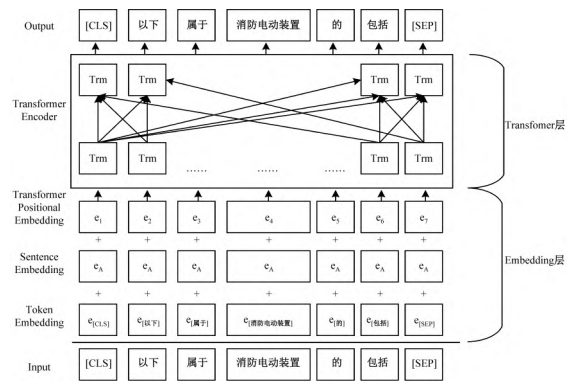 Output [CLS] 以下 属于 消防电动装置 的 包括 [SEP]
Trm Trm Trm Trm
Transformer Encoder
Transfomer层
Trm Trm …… …… …… Trm Trm
Transformer Positional Embedding e1 e2 e3 e4 e5 e6 e7
+ + + + + + +
Sentence Embedding eA eA eA eA eA eA eA
Embedding层
+ + + + + + +
Token Embedding e[CLS] e[以下] e[属于] e[消防电动装置] e[的] e[包括] e[SEP]
Input [CLS] 以下 属于 消防电动装置 的 包括 [SEP]